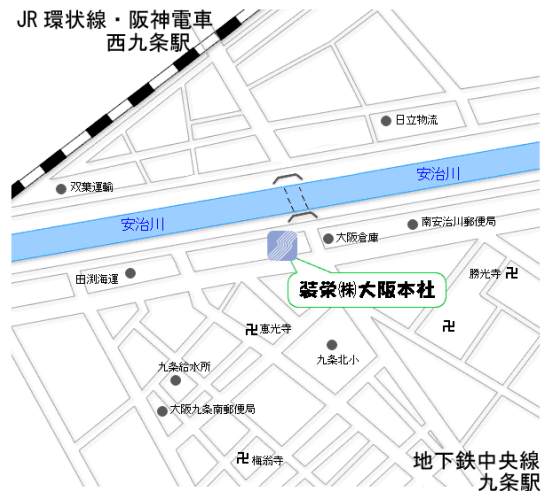 JR 環状線・阪神電車
西九条駅
日立物流
双葉運輸
安治川
安治川
南安治川郵便局
大阪倉庫
田渕海運
勝光寺
装栄㈱大阪本社
恵光寺
九条北小
九条給水所
大阪九条南郵便局
梅翁寺
地下鉄中央線
九条駅